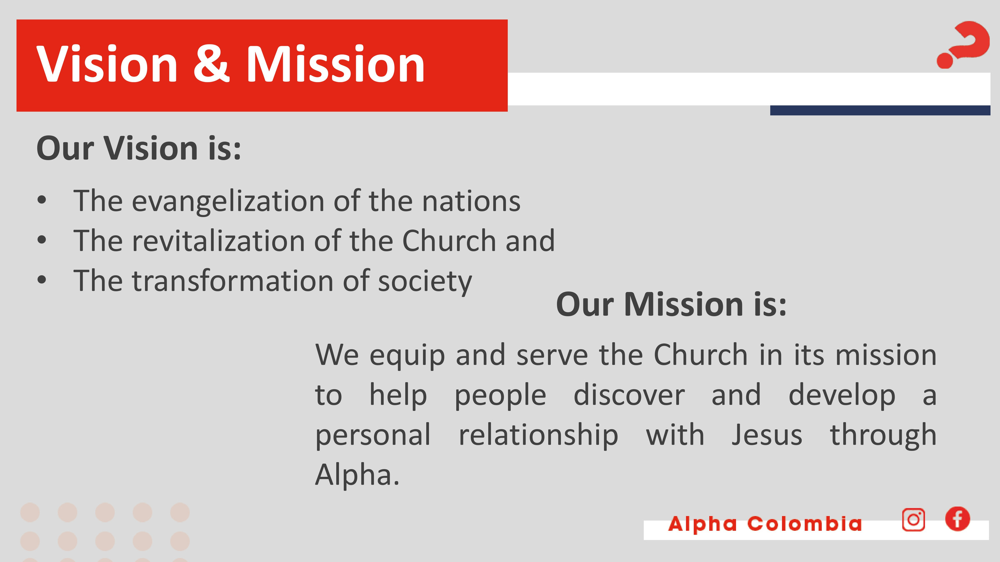 Vision & Mission
Our Vision is:
• The evangelization of the nations
• The revitalization of the Church and
• The transformation of society
Our Mission is:
We equip and serve the Church in its mission
to help people discover and develop a
personal relationship with Jesus through
Alpha.
Alpha Colombia